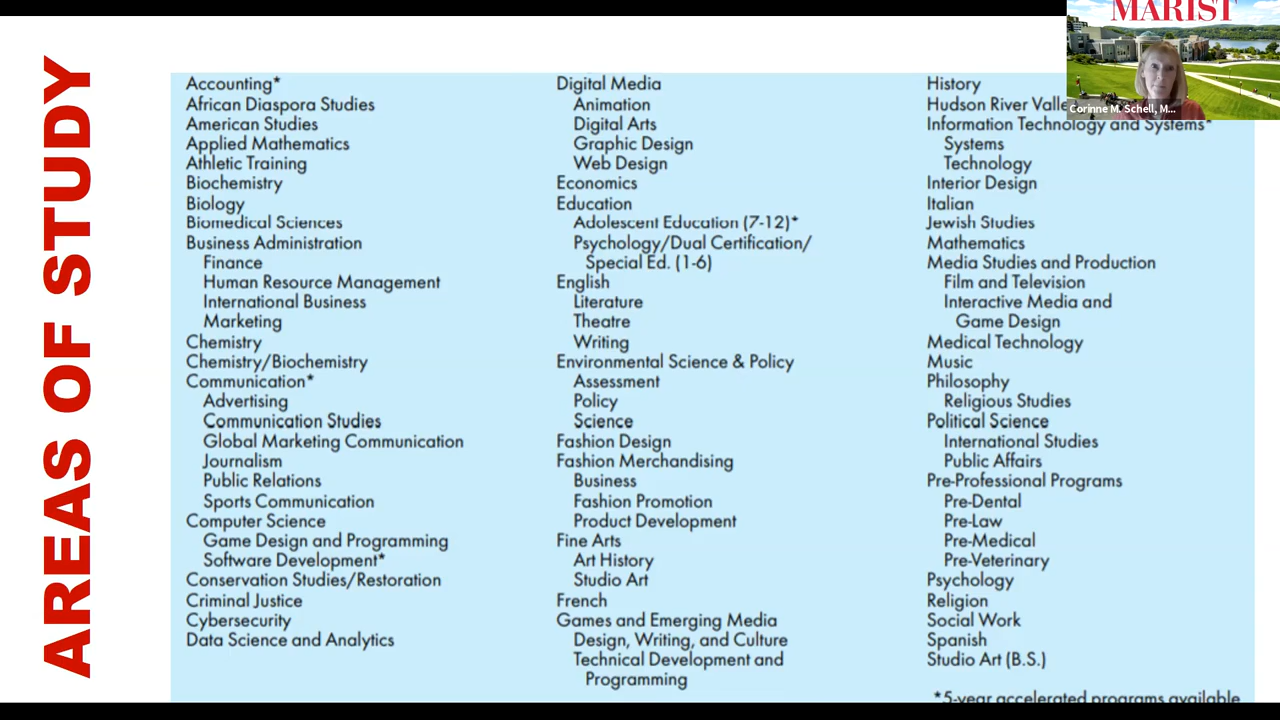 AREAS OF STUDY
Accounting*
African Diaspora Studies
American Studies
Applied Mathematics
Athletic Training
Biochemistry
Biology
Biomedical Sciences
Business Administration
Finance
Human Resource Management
International Business
Marketing
Chemistry
Chemistry/Biochemistry
Communication*
Advertising
Communication Studies
Global Marketing Communication
Journalism
Public Relations
Sports Communication
Computer Science
Game Design and Programming
Software Development*
Conservation Studies/Restoration
Criminal Justice
Cybersecurity
Data Science and Analytics
Digital Media
Animation
Digital Arts
Graphic Design
Web Design
Economics
Education
Adolescent Education (7-12)*
Psychology/Dual Certification/
Special Ed. (1-6)
English
Literature
Theatre
Writing
Environmental Science & Policy
Assessment
Policy
Science
Fashion Design
Fashion Merchandising
Business
Fashion Promotion
Product Development
Fine Arts
Art History
Studio Art
French
Games and Emerging Media
Design, Writing, and Culture
Technical Development and
Programming
History
Hudson River
Information Technology and Systems*
Systems
Technology
Interior Design
Italian
Jewish Studies
Mathematics
Media Studies and Production
Film and Television
Interactive Media and
Game Design
Medical Technology
Music
Philosophy
Religious Studies
Political Science
International Studies
Public Affairs
Pre-Professional Programs
Pre-Dental
Pre-Law
Pre-Medical
Pre-Veterinary
Psychology
Religion
Social Work
Spanish
Studio Art (B.S.)
*5-year accelerated programs available
MARIST
Corinne M. Schell, M...